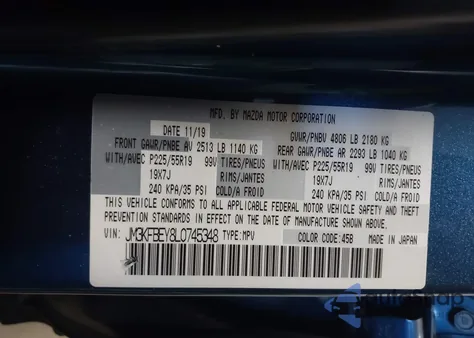 MFD. BY MAZDA MOTOR CORPORATION
DATE 11/19 GVWR/PNBV 4806 LB 2180 KG
FRONT GAWR/PNBE AV 2513 LB 1140 KG REAR GAWR/PNBE AR 2293 LB 1040 KG
WITH/AVEC P225/55R19 99V TIRES/PNEUS WITH/AVEC P225/55R19 99V TIRES/PNEUS
19X7J RIMS/JANTES 19X7J RIMS/JANTES
240 KPA/35 PSI COLD/A FROID 240 KPA/35 PSI COLD/A FROID
THIS VEHICLE CONFORMS TO ALL APPLICABLE FEDERAL MOTOR VEHICLE SAFETY AND THEFT
PREVENTION STANDARDS IN EFFECT ON THE DATE OF MANUFACTURE SHOWN ABOVE.
VIN: JM3KFBEY8L0745348 TYPE:MPV COLOR CODE:45B MADE IN JAPAN